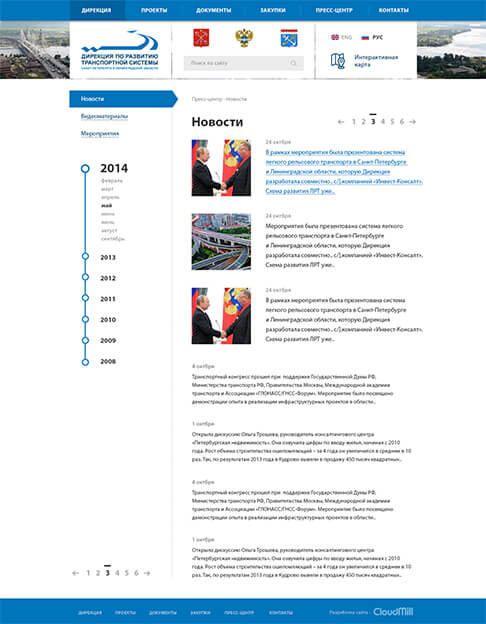 ДИРЕКЦИЯ ПРОЕКТЫ ДОКУМЕНТЫ ЗАКУПКИ ПРЕСС-ЦЕНТР КОНТАКТЫ
ДИРЕКЦИЯ ПО РАЗВИТИЮ
ТРАНСПОРТНОЙ СИСТЕМЫ
САНКТ-ПЕТЕРБУРГА И ЛЕНИНГРАДСКОЙ ОБЛАСТИ
ENG РУС
Поиск по сайту
Интерактивная
карта
Новости
Видеоматериалы
Мероприятия
2014
февраль
март
апрель
май
июнь
июль
август
сентябрь
2013
2012
2011
2010
2009
2008
Пресс-центр - Новости
Новости
← 1 2 3 4 5 6 →
24 октября
В рамках мероприятия была презентована система
легкого рельсового транспорта в Санкт-Петербурге
и Ленинградской области, которую Дирекция
разработала совместно.. с/].компанией «Инвест-Консалт».
Схема развития ЛРТ уже..
24 октября
Мероприятия была презентована система легкого
рельсового транспорта в Санкт-Петербурге
и Ленинградской области, которую Дирекция
разработала совместно.. с/].компанией «Инвест-Консалт».
Схема развития ЛРТ уже..
24 октября
В рамках мероприятия была презентована система
легкого рельсового транспорта в Санкт-Петербурге
и Ленинградской области, которую Дирекция
разработала совместно.. с/].компанией «Инвест-Консалт».
Схема развития ЛРТ уже..
4 октября
Транспортный конгресс прошел при поддержке Государственной Думы РФ,
Министерства транспорта РФ, Правительства Москвы, Международной академии
транспорта и Ассоциации «ГЛОНАСС/ГНСС-Форум». Мероприятие было посвящено
демонстрации опыта в реализации инфраструктурных проектов в области..
1 октября
Открыла дискуссию Ольга Трошева, руководитель консалтингового центра
«Петербургская недвижимость». Она озвучила цифры по вводу жилья, начиная с 2010
года. Рост объема строительства ошеломляющий – за 4 года он увеличился в среднем в 10
раз. Так, по результатам 2013 года в Кудрово вывели в продажу 450 тысяч квадратных..
4 октября
Транспортный конгресс прошел при поддержке Государственной Думы РФ,
Министерства транспорта РФ, Правительства Москвы, Международной академии
транспорта и Ассоциации «ГЛОНАСС/ГНСС-Форум». Мероприятие было посвящено
демонстрации опыта в реализации инфраструктурных проектов в области..
1 октября
Открыла дискуссию Ольга Трошева, руководитель консалтингового центра
«Петербургская недвижимость». Она озвучила цифры по вводу жилья, начиная с 2010
года. Рост объема строительства ошеломляющий – за 4 года он увеличился в среднем в 10
раз. Так, по результатам 2013 года в Кудрово вывели в продажу 450 тысяч квадратных..
← 1 2 3 4 5 6 →
ДИРЕКЦИЯ ПРОЕКТЫ ДОКУМЕНТЫ ЗАКУПКИ ПРЕСС-ЦЕНТР КОНТАКТЫ
Разработка сайта - CloudMill